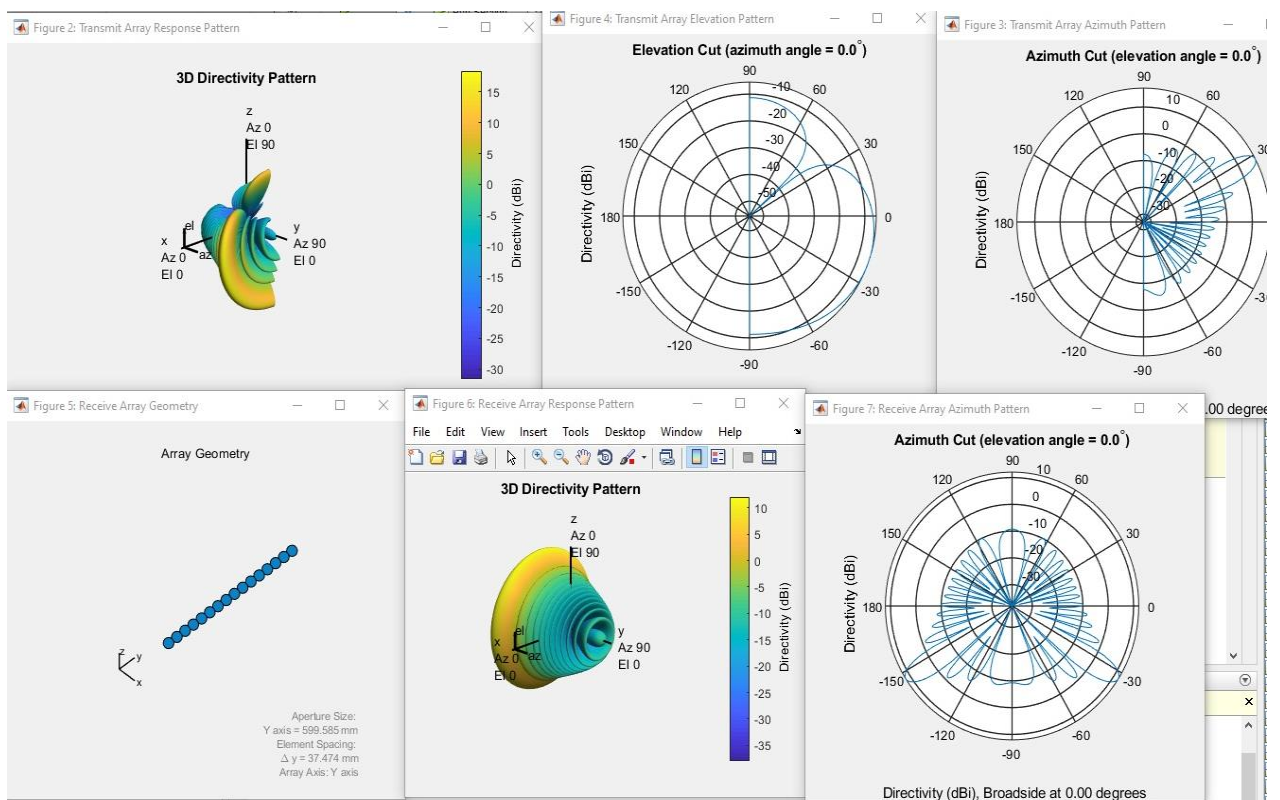 Figure 2: Transmit Array Response Pattern
3D Directivity Pattern
z
Az 0
El 90
el
x
Az 0
El 0
az
y
Az 90
El 0
15
10
5
0
-5
-10
-15
-20
-25
-30
Directivity (dBi)
Figure 4: Transmit Array Elevation Pattern
Elevation Cut (azimuth angle = 0.0°)
90
120
60
150
30
180
0
-150
-30
-120
-60
-90
-10
-20
-30
-40
-50
Directivity (dBi)
Figure 3: Transmit Array Azimuth Pattern
Azimuth Cut (elevation angle = 0.0°)
90
120
60
150
30
180
-150
-30
-120
-60
-90
10
0
-10
-20
-30
Directivity (dBi)
.00 degree
Figure 5: Receive Array Geometry
Array Geometry
z
y
x
Aperture Size:
Y axis = 599.585 mm
Element Spacing:
Δ y = 37.474 mm
Array Axis: Y axis
Figure 6: Receive Array Response Pattern
File Edit View Insert Tools Desktop Window Help
3D Directivity Pattern
z
Az 0
El 90
el
x
Az 0
El 0
az
y
Az 90
El 0
10
5
0
-5
-10
-15
-20
-25
-30
-35
Directivity (dBi)
Figure 7: Receive Array Azimuth Pattern
Azimuth Cut (elevation angle = 0.0°)
90
120
60
150
30
180
0
-150
-30
-120
-60
-90
10
0
-10
-20
-30
Directivity (dBi)
Directivity (dBi), Broadside at 0.00 degrees